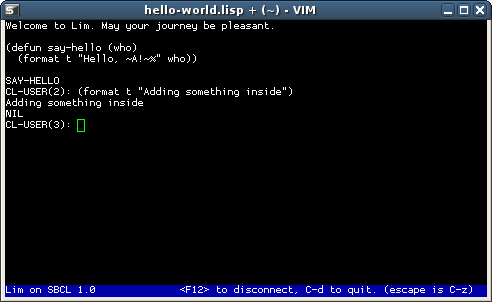 hello-world.lisp + (~) - VIM
Welcome to Lim. May your journey be pleasant.
(defun say-hello (who)
  (format t "Hello, ~A!~%" who))
SAY-HELLO
CL-USER(2): (format t "Adding something inside")
Adding something inside
NIL
CL-USER(3):
Lim on SBCL 1.0 <F12> to disconnect, C-d to quit. (escape is C-z)